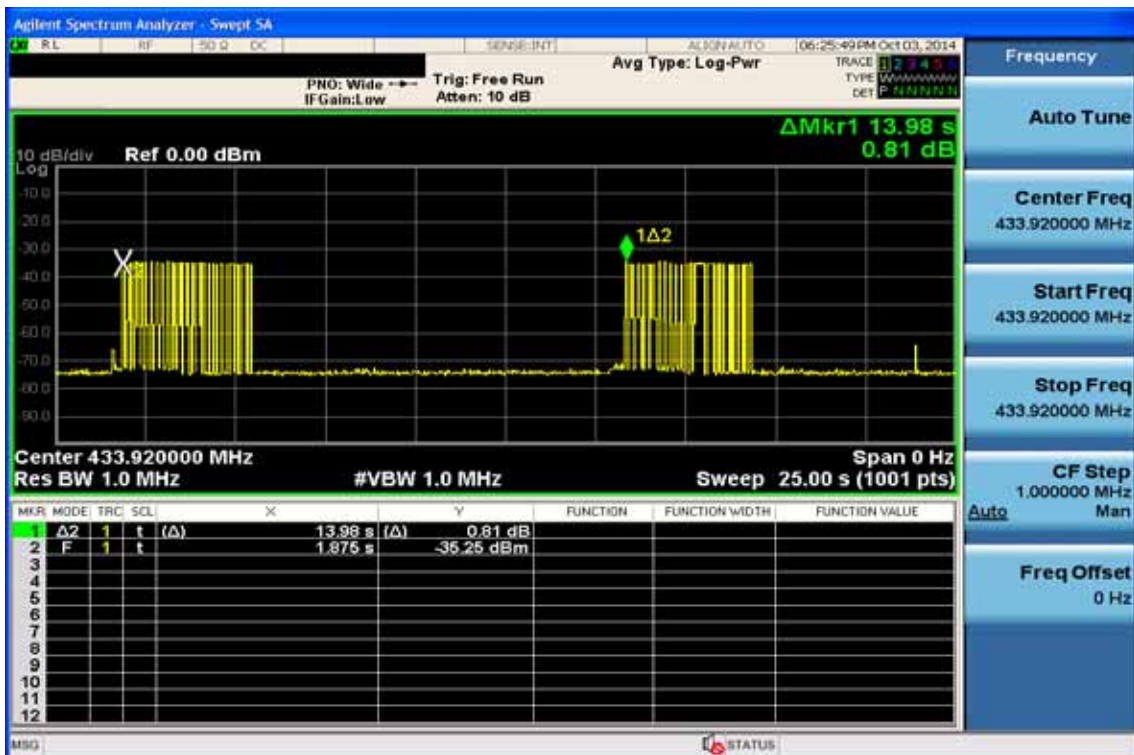 Agilent Spectrum Analyzer - Swept SA
RL RF 50 Ω DC SENSE:INT ALIGN AUTO 06:25:49 PM Oct 03, 2014
PNO: Wide
IFGain:Low
Trig: Free Run
Atten: 10 dB
Avg Type: Log-Pwr
TRACE 1 2 3 4 5 6
TYPE W
DET P N N N N N
ΔMkr1 13.98 s
0.81 dB
10 dB/div Ref 0.00 dBm
Log
-10.0
-20.0
-30.0
-40.0
-50.0
-60.0
-70.0
-80.0
-90.0
1Δ2
Center 433.920000 MHz Span 0 Hz
Res BW 1.0 MHz #VBW 1.0 MHz Sweep 25.00 s (1001 pts)
MKR MODE TRC SCL X Y FUNCTION FUNCTION WIDTH FUNCTION VALUE
1 Δ2 1 t (Δ) 13.98 s (Δ) 0.81 dB
2 F 1 t 1.875 s -35.25 dBm
3
4
5
6
7
8
9
10
11
12
MSG STATUS
Frequency
Auto Tune
Center Freq
433.920000 MHz
Start Freq
433.920000 MHz
Stop Freq
433.920000 MHz
CF Step
1.000000 MHz
Auto Man
Freq Offset
0 Hz